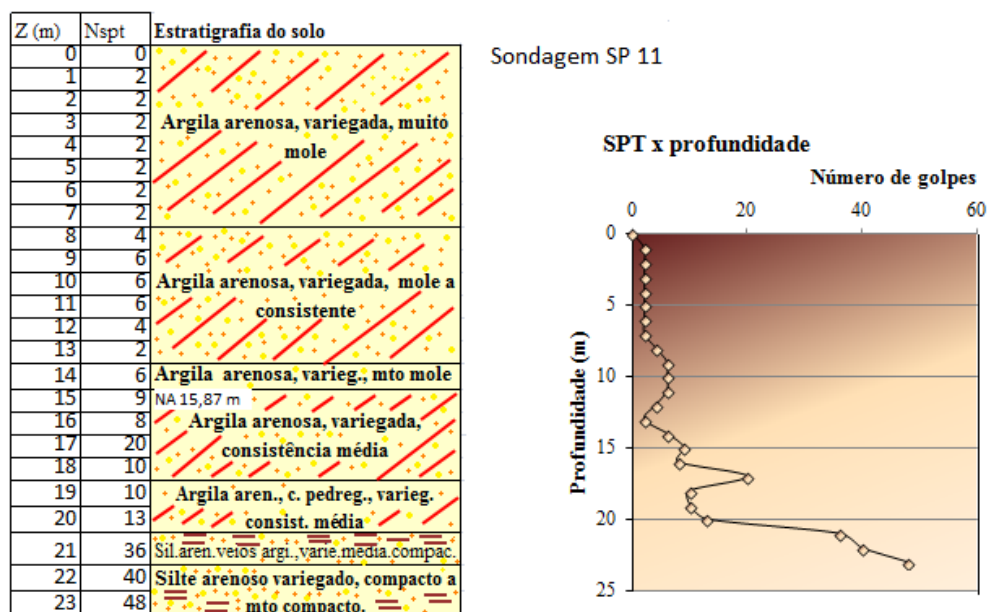 Z (m) Nspt Estratigrafia do solo
0 0
1 2
2 2
3 2 Argila arenosa, variegada, muito
4 2 mole
5 2
6 2
7 2
8 4
9 6
10 6 Argila arenosa, variegada, mole a
11 6 consistente
12 4
13 2
14 6 Argila arenosa, varieg., mto mole
15 9 NA 15,87 m
16 8 Argila arenosa, variegada,
17 20 consistência média
18 10
19 10 Argila aren., c. pedreg., varieg.
20 13 consist. média
21 36 Sil.aren.veios argi.,varie.media.compac.
22 40 Silte arenoso variegado, compacto a
23 48 mto compacto.
Sondagem SP 11
SPT x profundidade
Número de golpes
0 20 40 60
0
5
10
15
20
25
Profundidade (m)